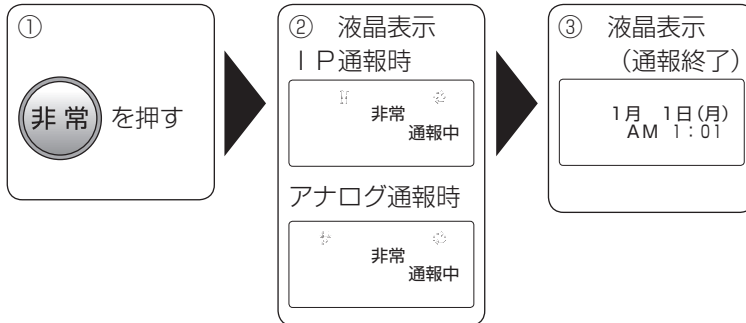 ①
非常 を押す
② 液晶表示
ＩＰ通報時
非常
通報中
アナログ通報時
非常
通報中
③ 液晶表示
（通報終了）
1月 1日(月)
AM 1：01